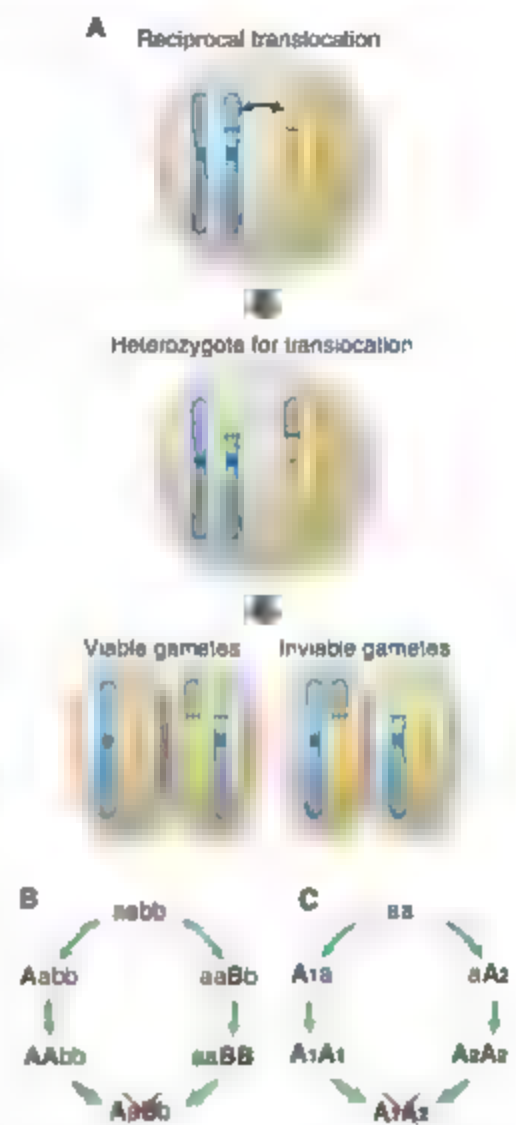 A
Reciprocal translocation
Heterozygote for translocation
Viable gametes Inviable gametes
B C
aabb aa
Aabb aaBb A1a aA2
AAbb aaBB A1A1 A2A2
AaBb A1A2